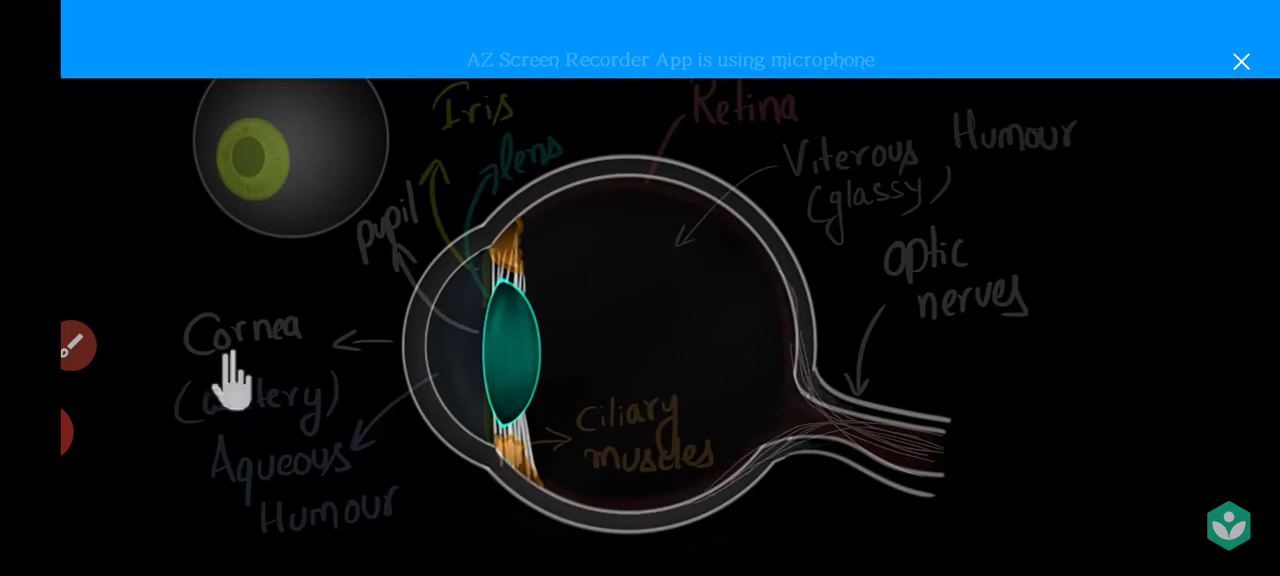 AZ Screen Recorder App is using microphone
Iris
Retina
lens
Viterous Humour
(glassy)
pupil
optic
nerves
Cornea
(watery)
Aqueous
Humour
Ciliary
muscles